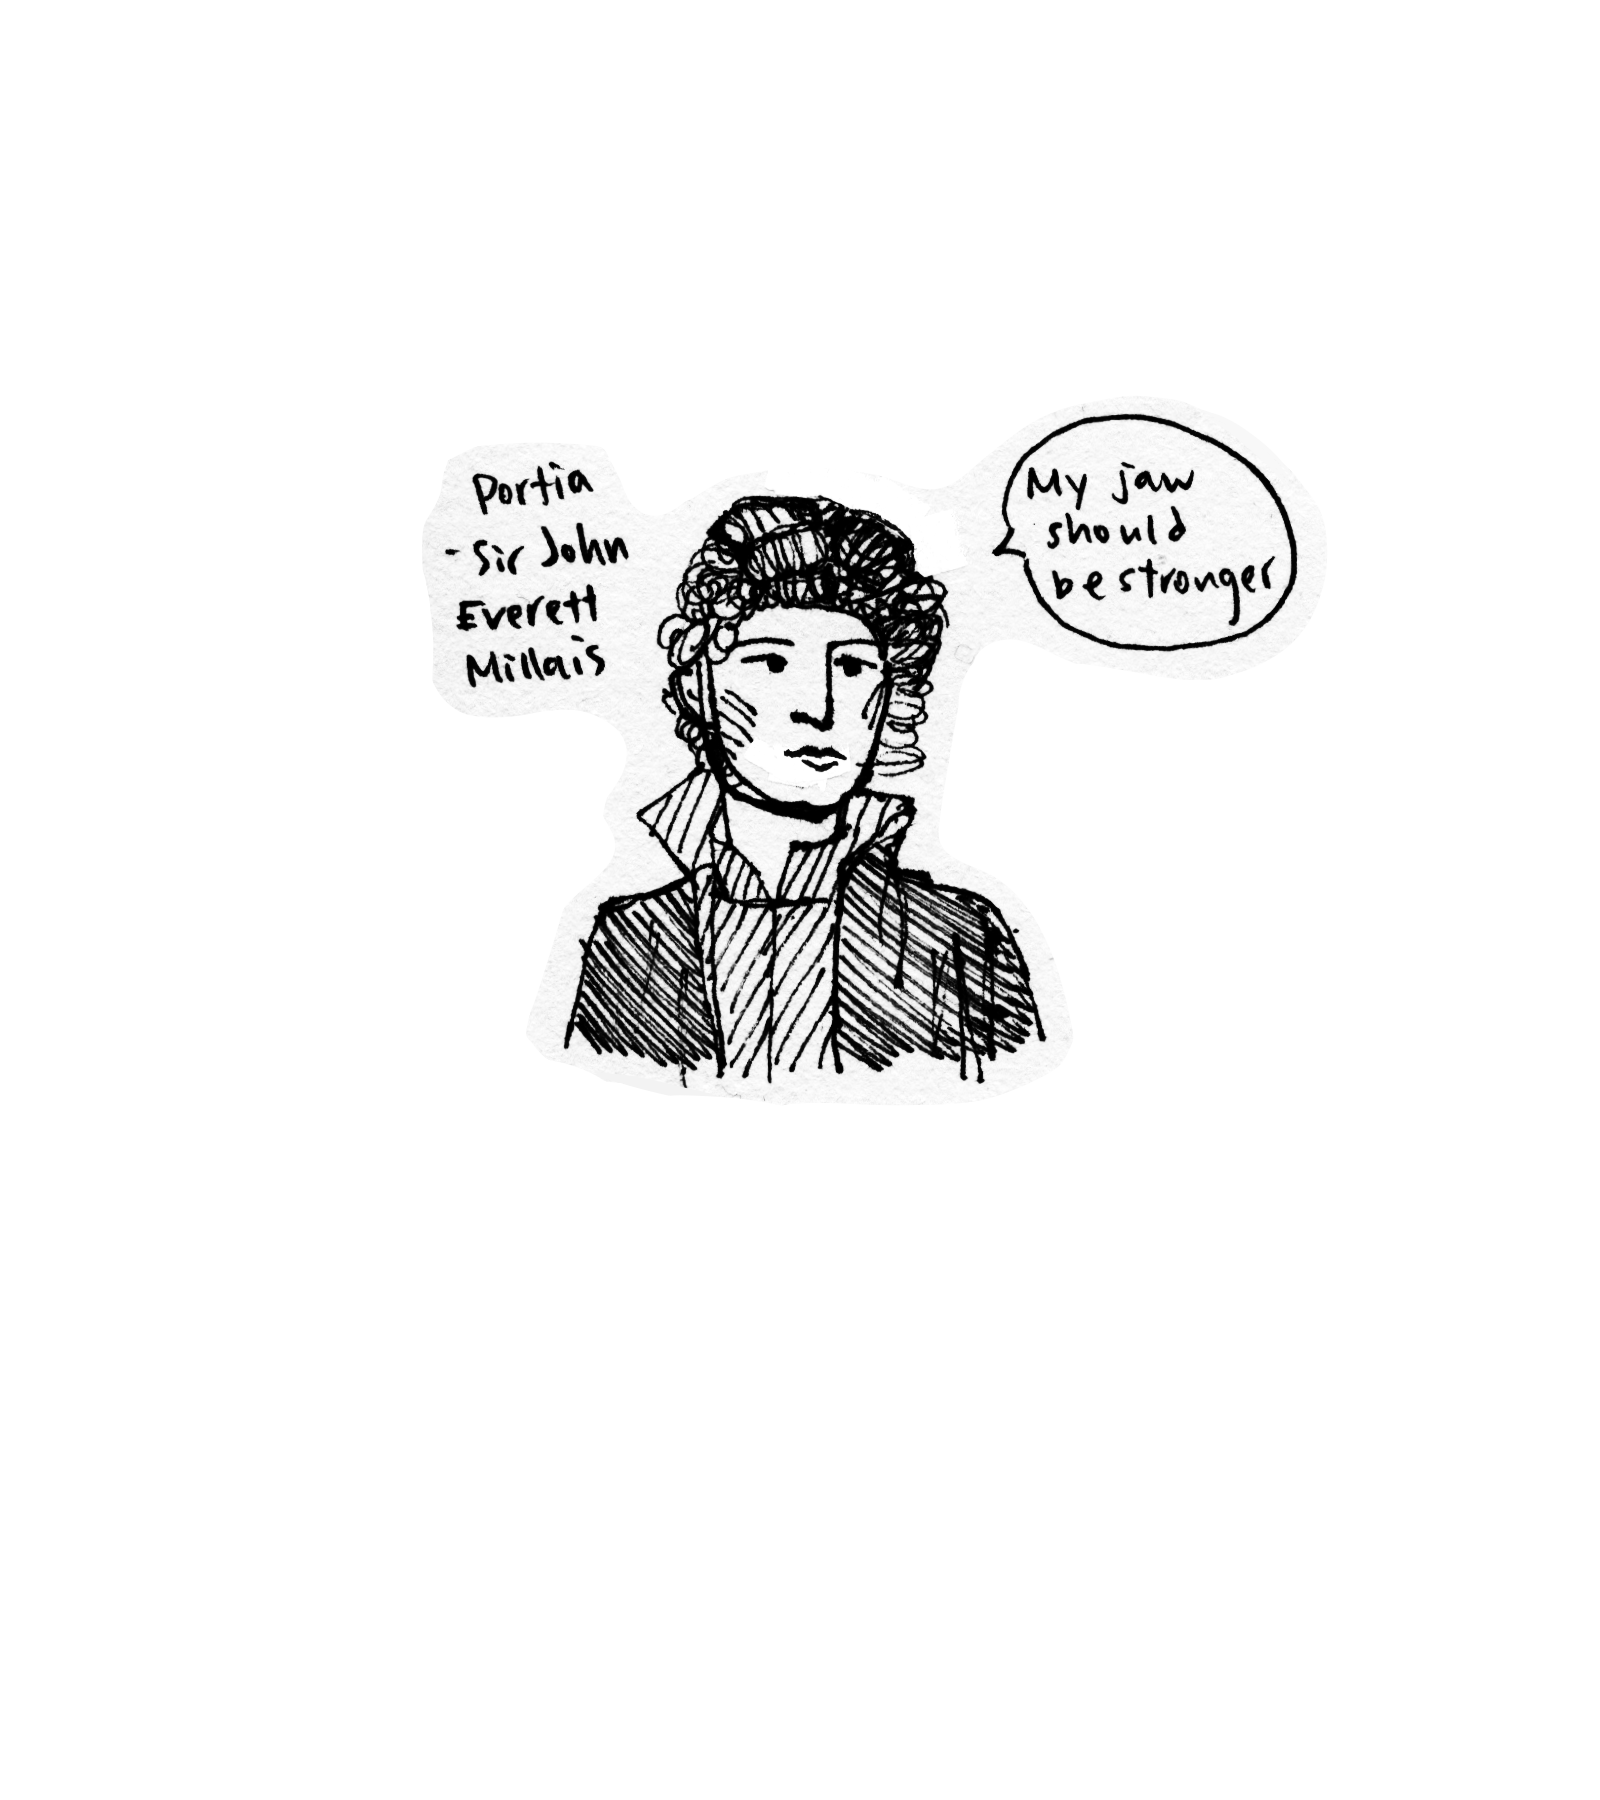 Portia
- Sir John
Everett
Millais
My jaw
should
be stronger